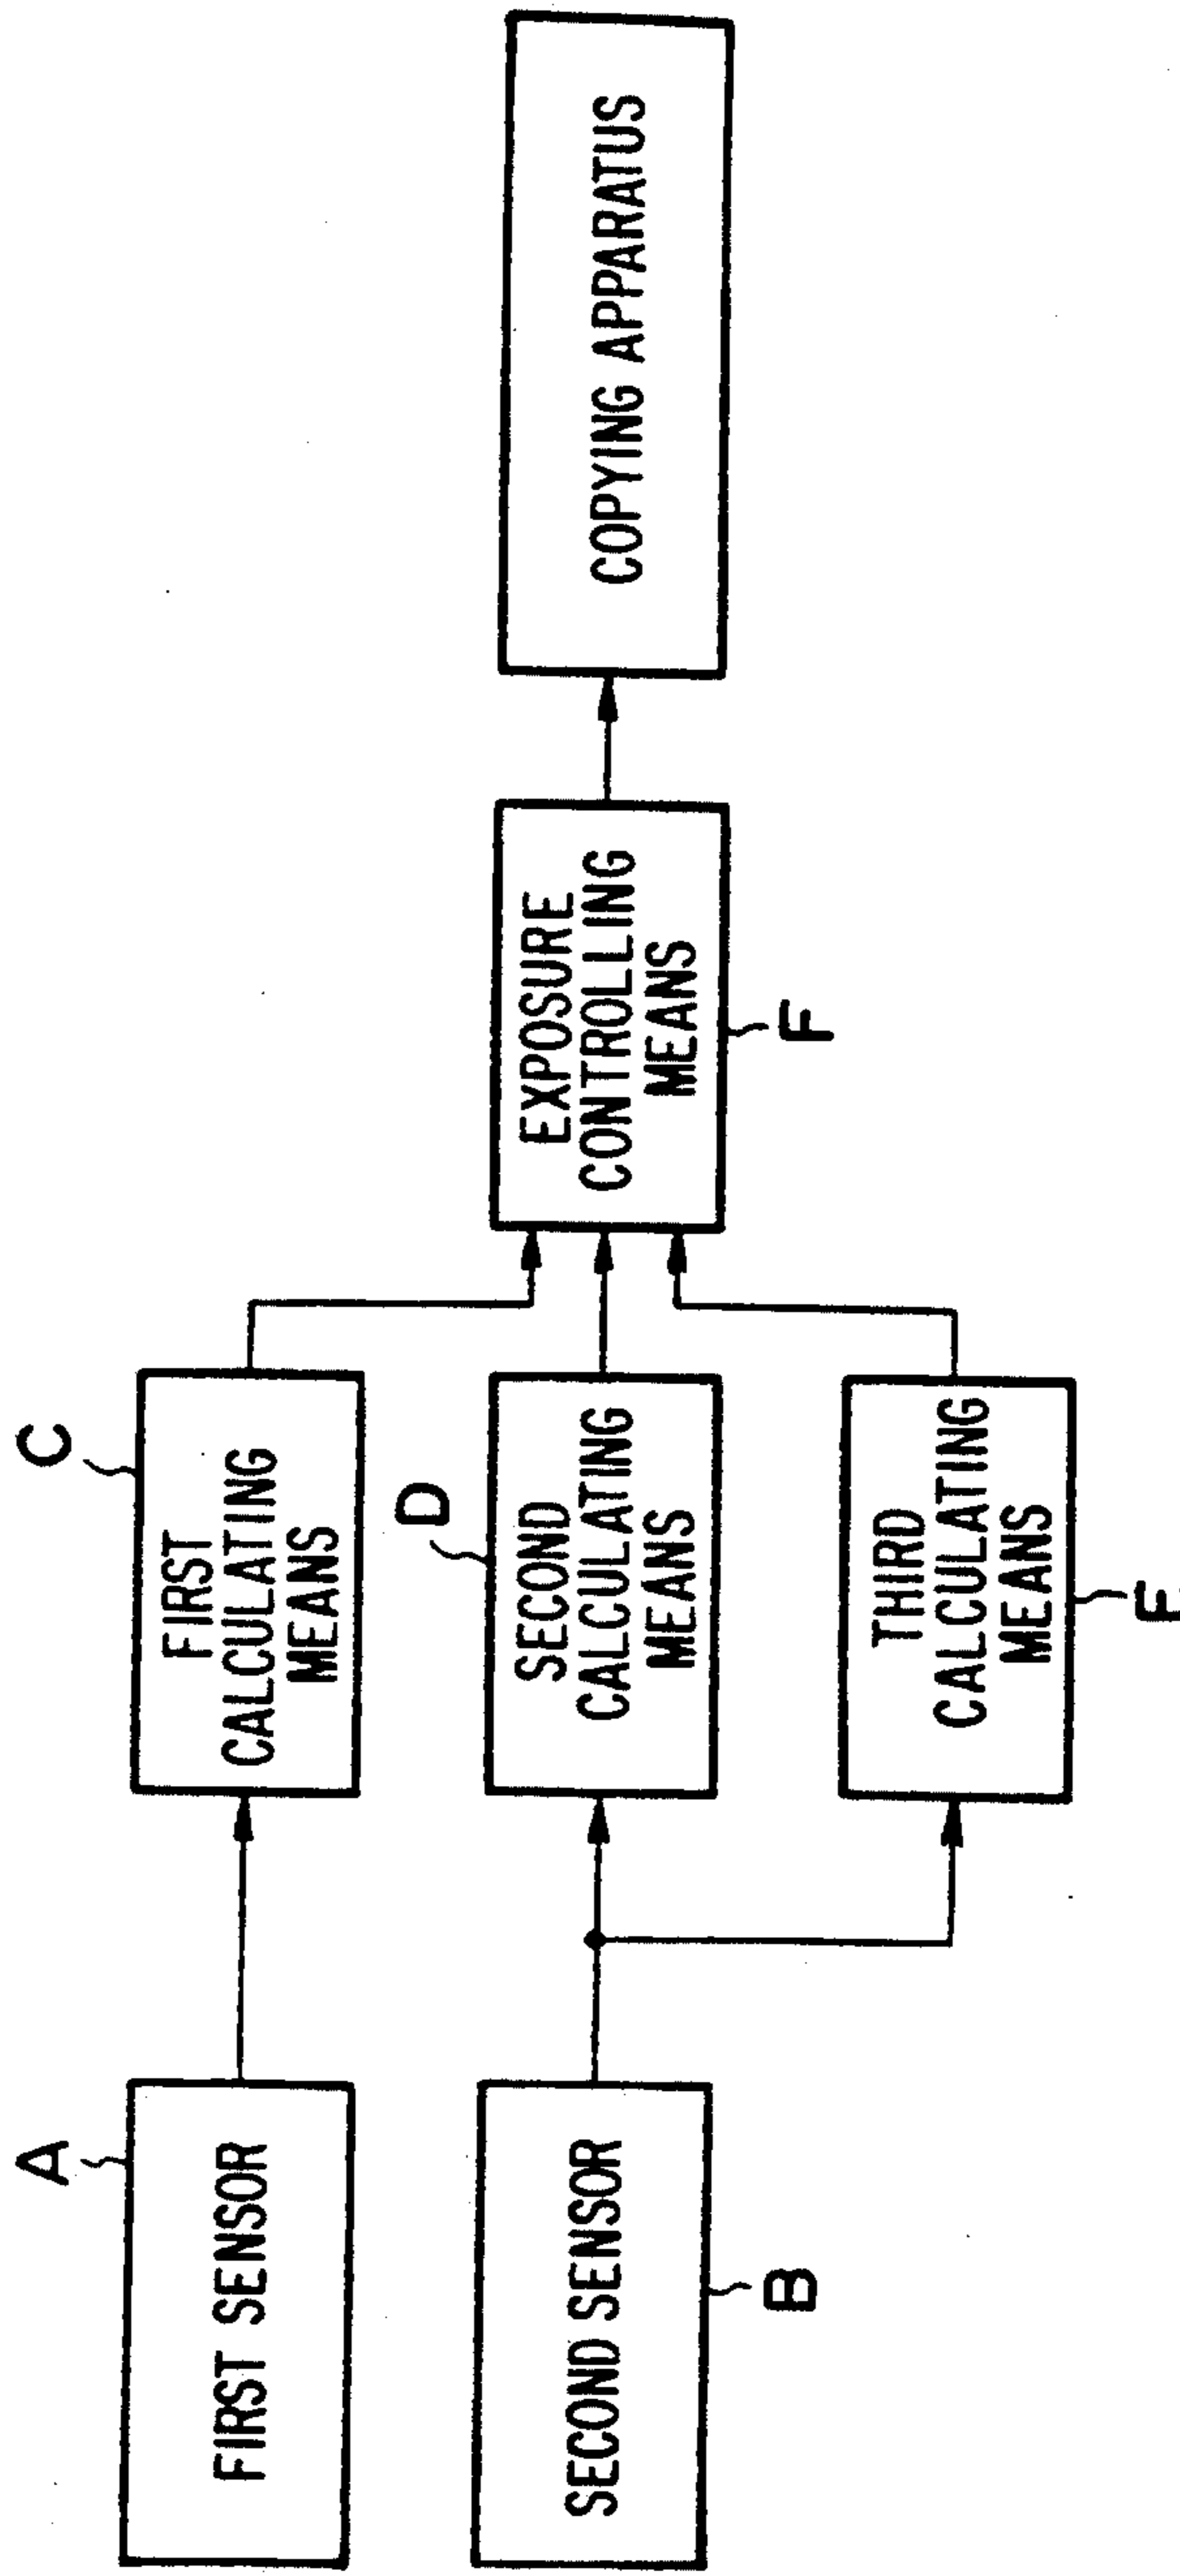 A
FIRST SENSOR
C
FIRST
CALCULATING
MEANS
SECOND SENSOR
B
D
SECOND
CALCULATING
MEANS
THIRD
CALCULATING
MEANS
E
EXPOSURE
CONTROLLING
MEANS
F
COPYING APPARATUS